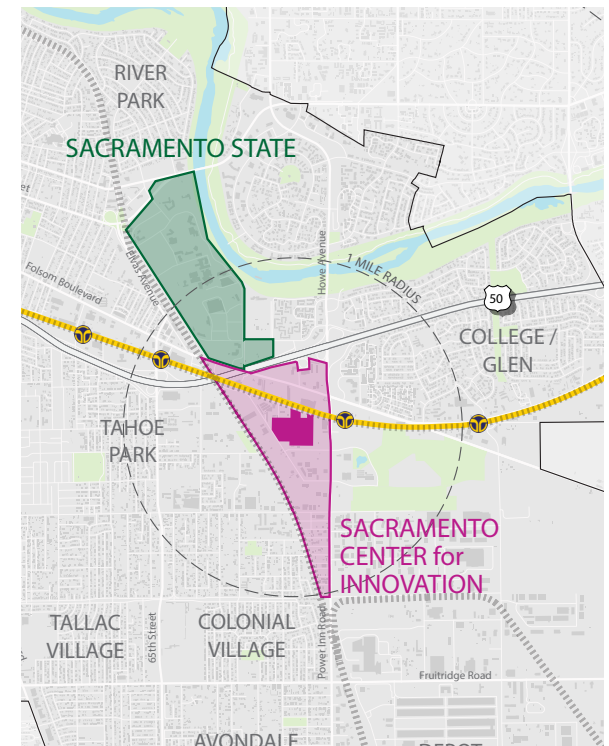 RIVER
PARK
SACRAMENTO STATE
Howe Avenue
Elvas Avenue
1 MILE RADIUS
Folsom Boulevard
50
COLLEGE /
GLEN
TAHOE
PARK
SACRAMENTO
CENTER for
INNOVATION
TALLAC
VILLAGE
65th Street
COLONIAL
VILLAGE
Power Inn Road
Fruitridge Road
AVONDALE
DEPOT